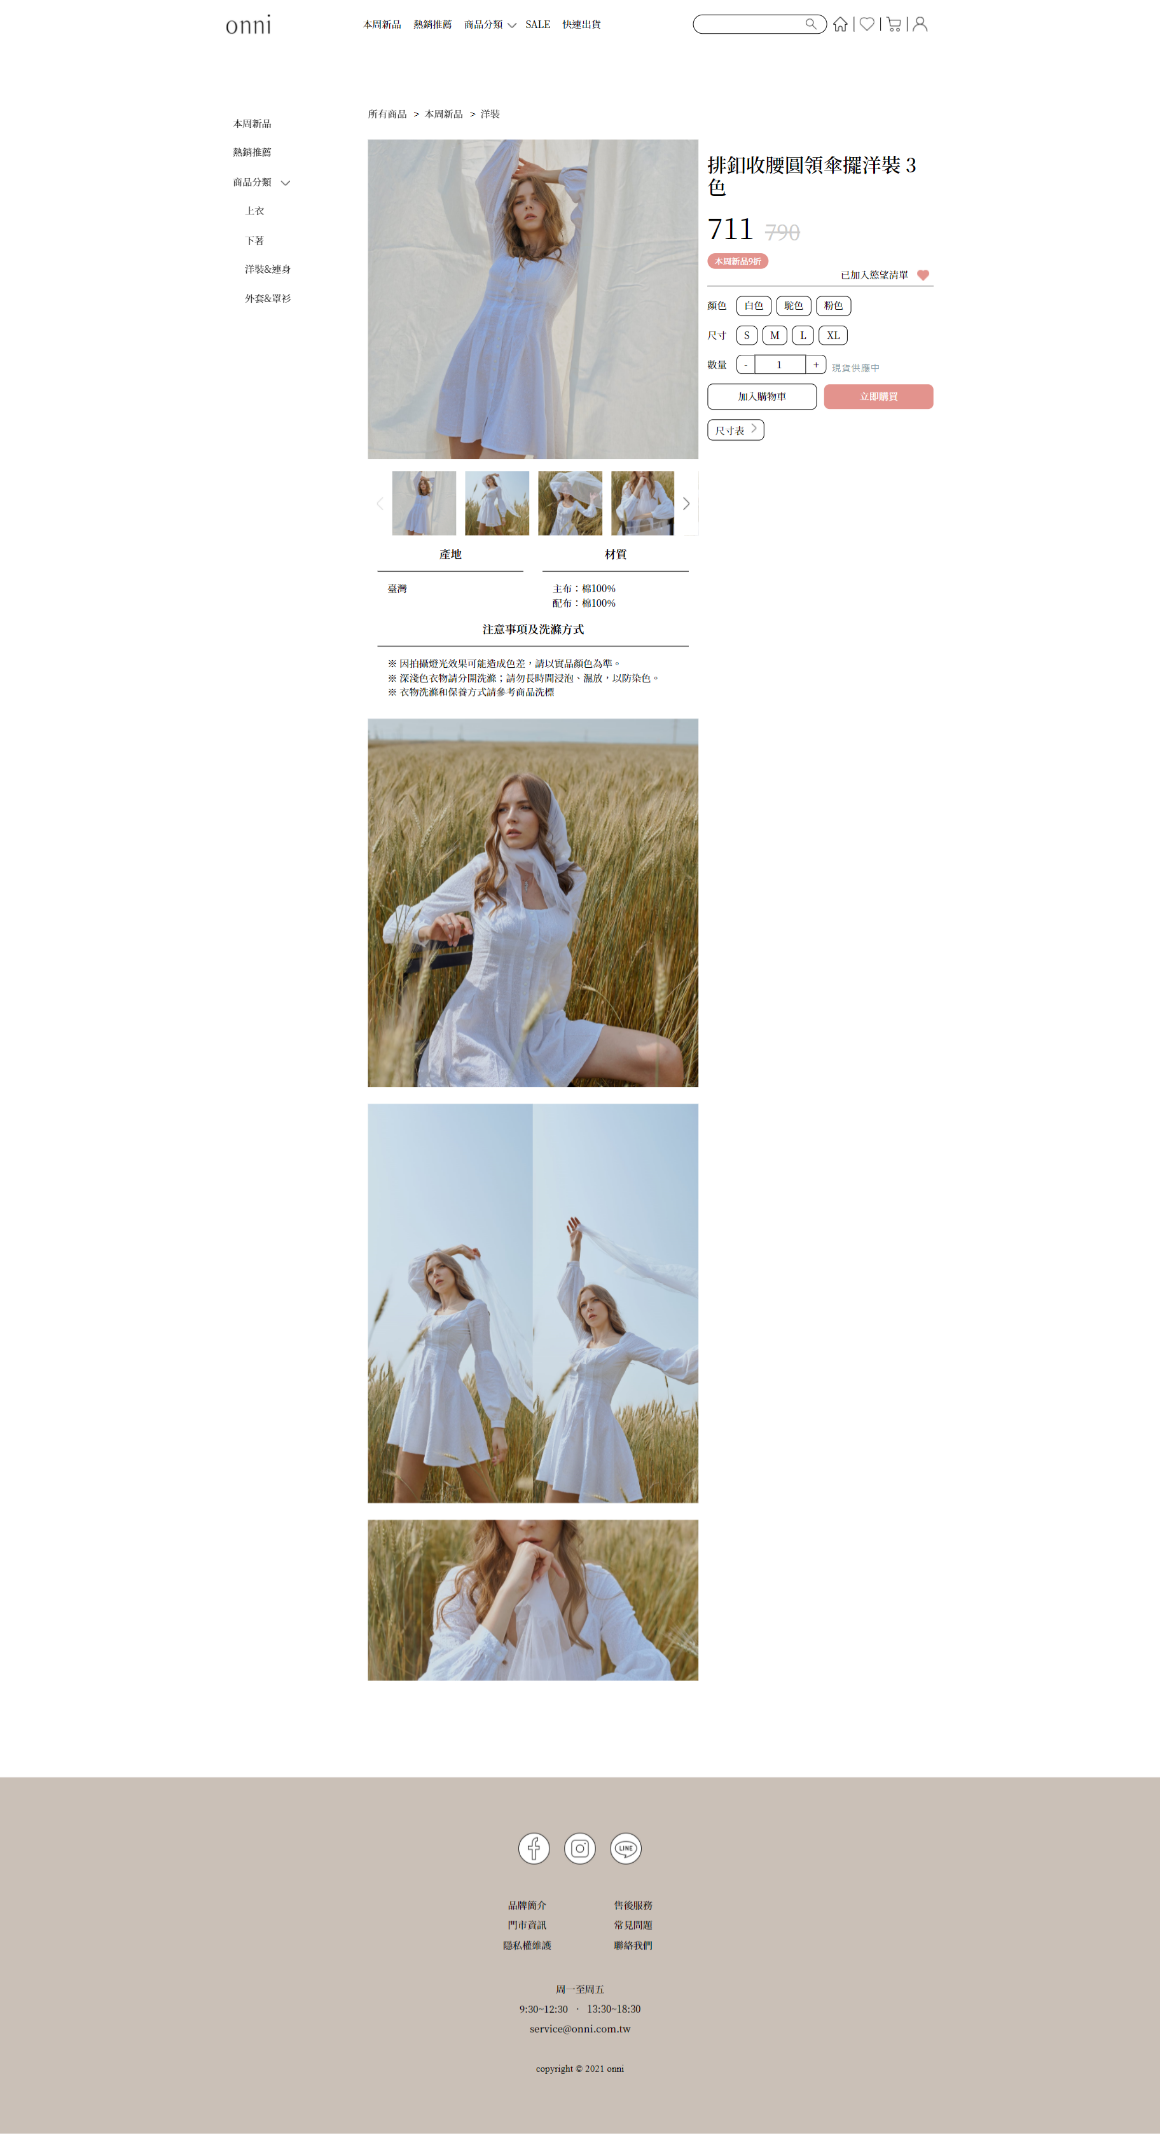 onni
本周新品 熱銷推薦 商品分類 SALE 快速出貨
本周新品
熱銷推薦
商品分類
上衣
下著
洋裝&連身
外套&罩衫
所有商品 > 本周新品 > 洋裝
排釦收腰圓領傘擺洋裝 3
色
711 790
本周新品9折
已加入慾望清單
顏色 白色 駝色 粉色
尺寸 S M L XL
數量 - 1 + 現貨供應中
加入購物車 立即購買
尺寸表
產地 材質
臺灣 主布：棉100%
配布：棉100%
注意事項及洗滌方式
※ 因拍攝燈光效果可能造成色差，請以實品顏色為準。
※ 深淺色衣物請分開洗滌；請勿長時間浸泡、濕放，以防染色。
※ 衣物洗滌和保養方式請參考商品洗標
LINE
品牌簡介 售後服務
門市資訊 常見問題
隱私權維護 聯絡我們
周一至周五
9:30~12:30 · 13:30~18:30
service@onni.com.tw
copyright © 2021 onni